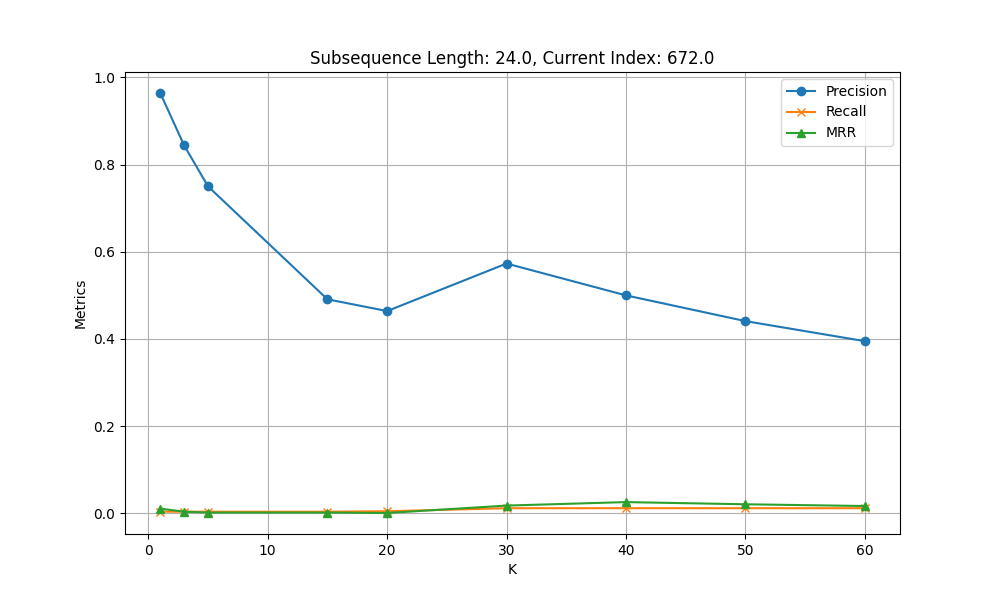 Subsequence Length: 24.0, Current Index: 672.0
Precision
Recall
MRR
Metrics
1.0
0.8
0.6
0.4
0.2
0.0
0 10 20 30 40 50 60
K